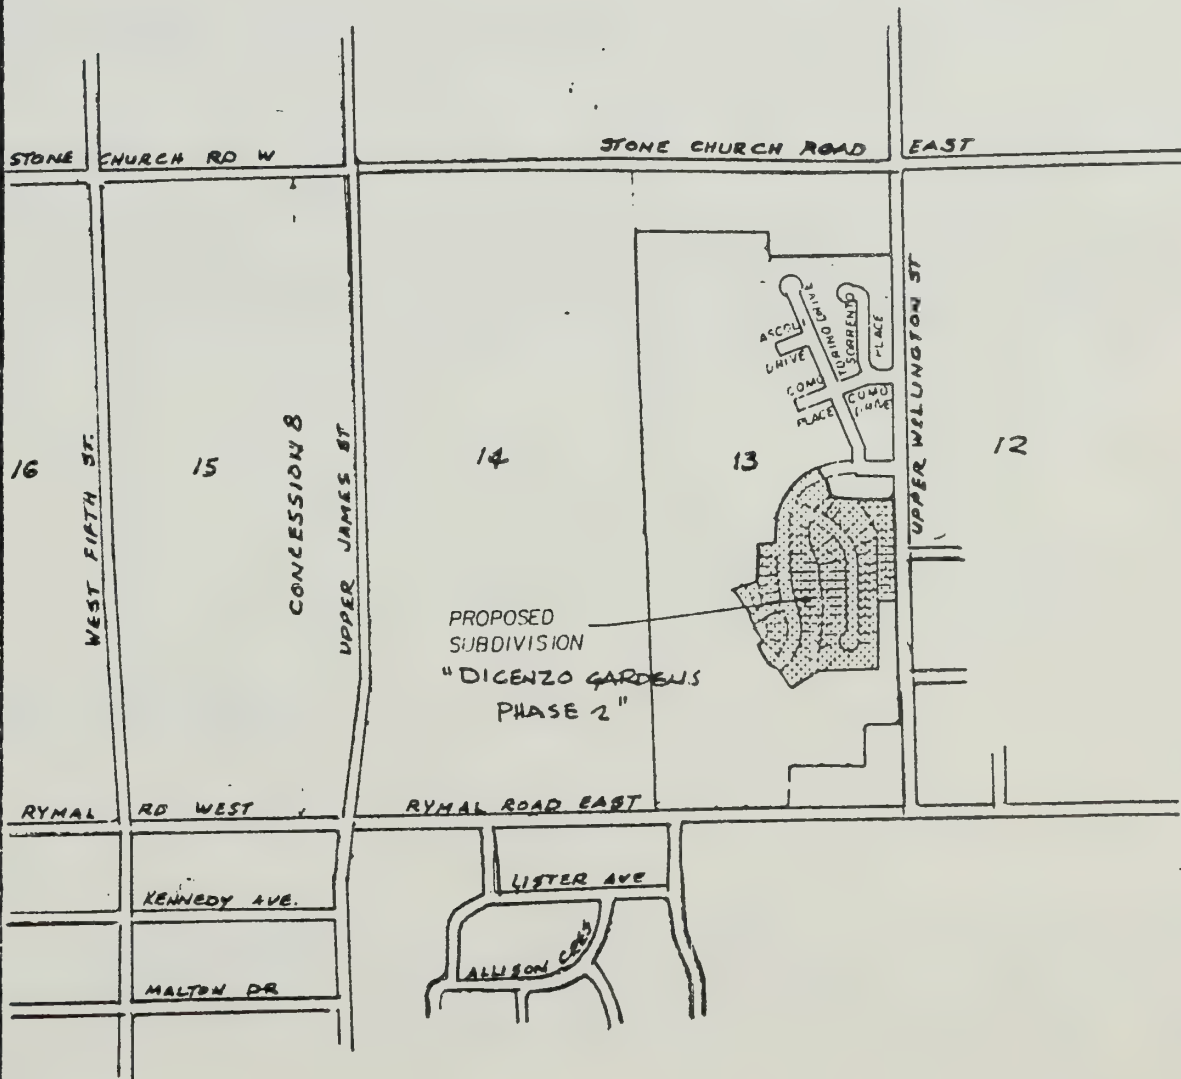 STONE CHURCH RD W
STONE CHURCH ROAD EAST
ASCOLI
DRIVE
TORINO DRIVE
SORRENTO
PLACE
COMO
PLACE
COMO
DRIVE
UPPER WELLINGTON ST
16
15
14
13
12
WEST FIFTH ST.
CONCESSION 8
UPPER JAMES ST
PROPOSED
SUBDIVISION
"DICENZO GARDENS
PHASE 2"
RYMAL RD WEST
RYMAL ROAD EAST
LISTER AVE
KENNEDY AVE.
ALLISON CRES
MALTON DR